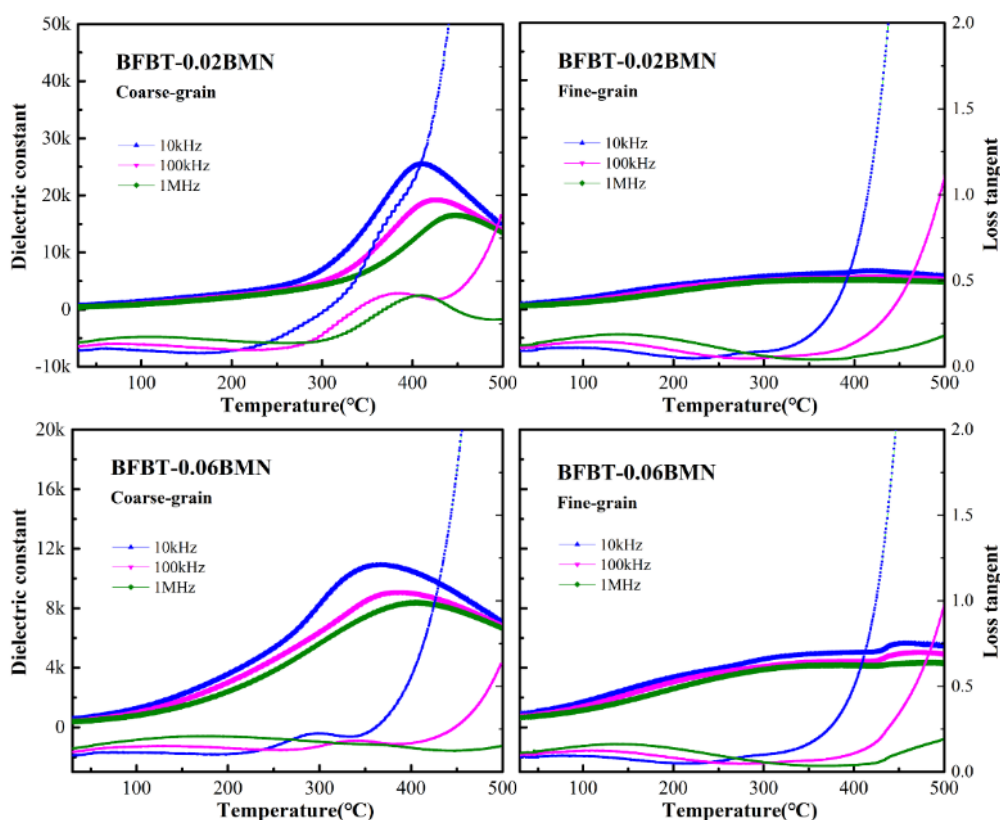 50k
40k
30k
20k
10k
0
-10k
Dielectric constant
BFBT-0.02BMN
Coarse-grain
10kHz
100kHz
1MHz
100
200
300
400
500
Temperature(°C)
BFBT-0.02BMN
Fine-grain
10kHz
100kHz
1MHz
100
200
300
400
500
Temperature(°C)
2.0
1.5
1.0
0.5
0.0
Loss tangent
20k
16k
12k
8k
4k
0
Dielectric constant
BFBT-0.06BMN
Coarse-grain
10kHz
100kHz
1MHz
100
200
300
400
500
Temperature(°C)
BFBT-0.06BMN
Fine-grain
10kHz
100kHz
1MHz
100
200
300
400
500
Temperature(°C)
2.0
1.5
1.0
0.5
0.0
Loss tangent